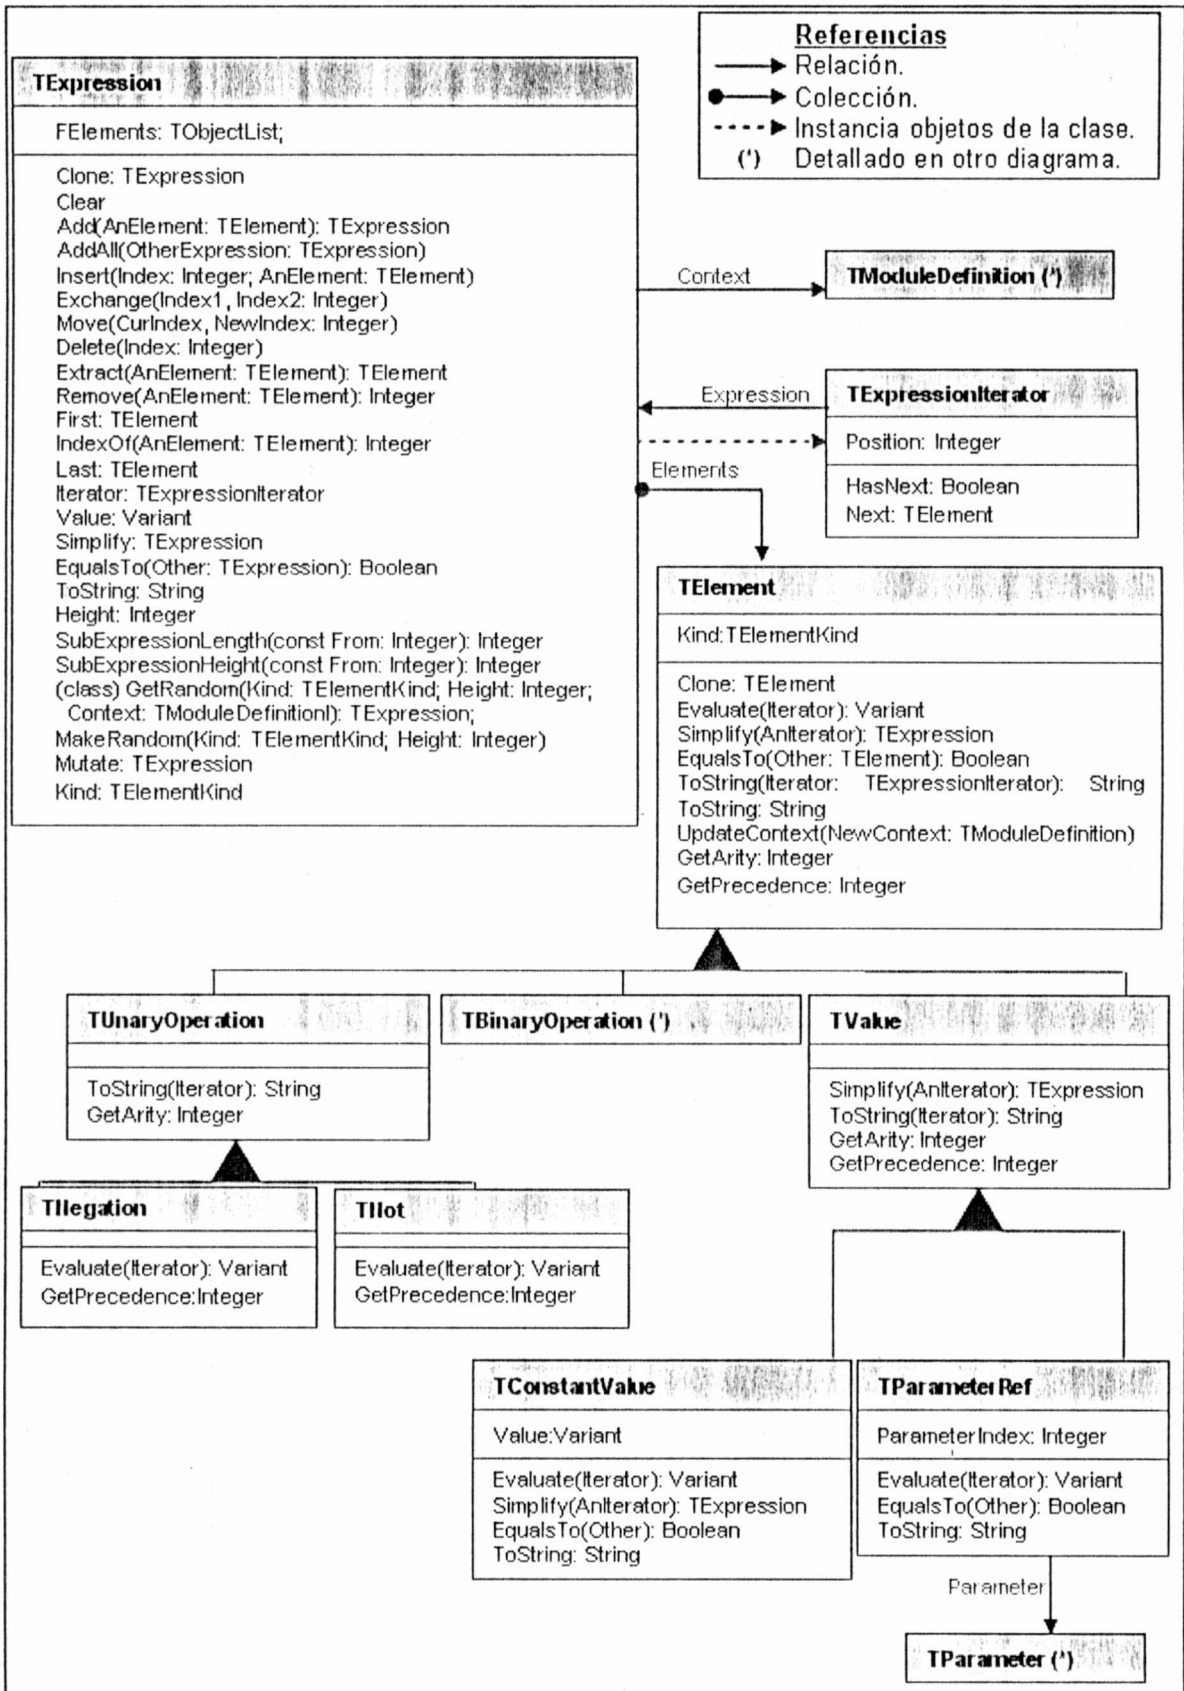 Referencias
Relación.
Colección.
Instancia objetos de la clase.
(*) Detallado en otro diagrama.
TExpression
FElements: TObjectList;
Clone: TExpression
Clear
Add(AnElement: TElement): TExpression
AddAll(OtherExpression: TExpression)
Insert(Index: Integer; AnElement: TElement)
Exchange(Index1, Index2: Integer)
Move(CurIndex, NewIndex: Integer)
Delete(Index: Integer)
Extract(AnElement: TElement): TElement
Remove(AnElement: TElement): Integer
First: TElement
IndexOf(AnElement: TElement): Integer
Last: TElement
Iterator: TExpressionIterator
Value: Variant
Simplify: TExpression
EqualsTo(Other: TExpression): Boolean
ToString: String
Height: Integer
SubExpressionLength(const From: Integer): Integer
SubExpressionHeight(const From: Integer): Integer
(class) GetRandom(Kind: TElementKind; Height: Integer;
Context: TModuleDefinitionI): TExpression;
MakeRandom(Kind: TElementKind; Height: Integer)
Mutate: TExpression
Kind: TElementKind
Context
TModuleDefinition (*)
Expression
TExpressionIterator
Position: Integer
HasNext: Boolean
Next: TElement
Elements
TElement
Kind:TElementKind
Clone: TElement
Evaluate(Iterator): Variant
Simplify(AnIterator): TExpression
EqualsTo(Other: TElement): Boolean
ToString(Iterator: TExpressionIterator): String
ToString: String
UpdateContext(NewContext: TModuleDefinition)
GetArity: Integer
GetPrecedence: Integer
TUnaryOperation
ToString(Iterator): String
GetArity: Integer
TBinaryOperation (*)
TValue
Simplify(AnIterator): TExpression
ToString(Iterator): String
GetArity: Integer
GetPrecedence: Integer
TNegation
Evaluate(Iterator): Variant
GetPrecedence:Integer
TNot
Evaluate(Iterator): Variant
GetPrecedence:Integer
TConstantValue
Value:Variant
Evaluate(Iterator): Variant
Simplify(AnIterator): TExpression
EqualsTo(Other): Boolean
ToString: String
TParameterRef
ParameterIndex: Integer
Evaluate(Iterator): Variant
EqualsTo(Other): Boolean
ToString: String
Parameter
TParameter (*)